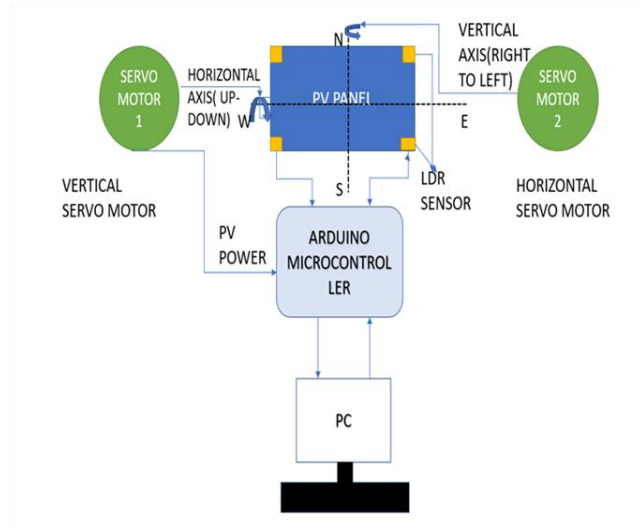 N
VERTICAL
AXIS(RIGHT
TO LEFT)
SERVO
MOTOR
1
HORIZONTAL
AXIS( UP-
DOWN)
PV PANEL
SERVO
MOTOR
2
W
E
S
LDR
SENSOR
VERTICAL
SERVO MOTOR
HORIZONTAL
SERVO MOTOR
PV
POWER
ARDUINO
MICROCONTROL
LER
PC